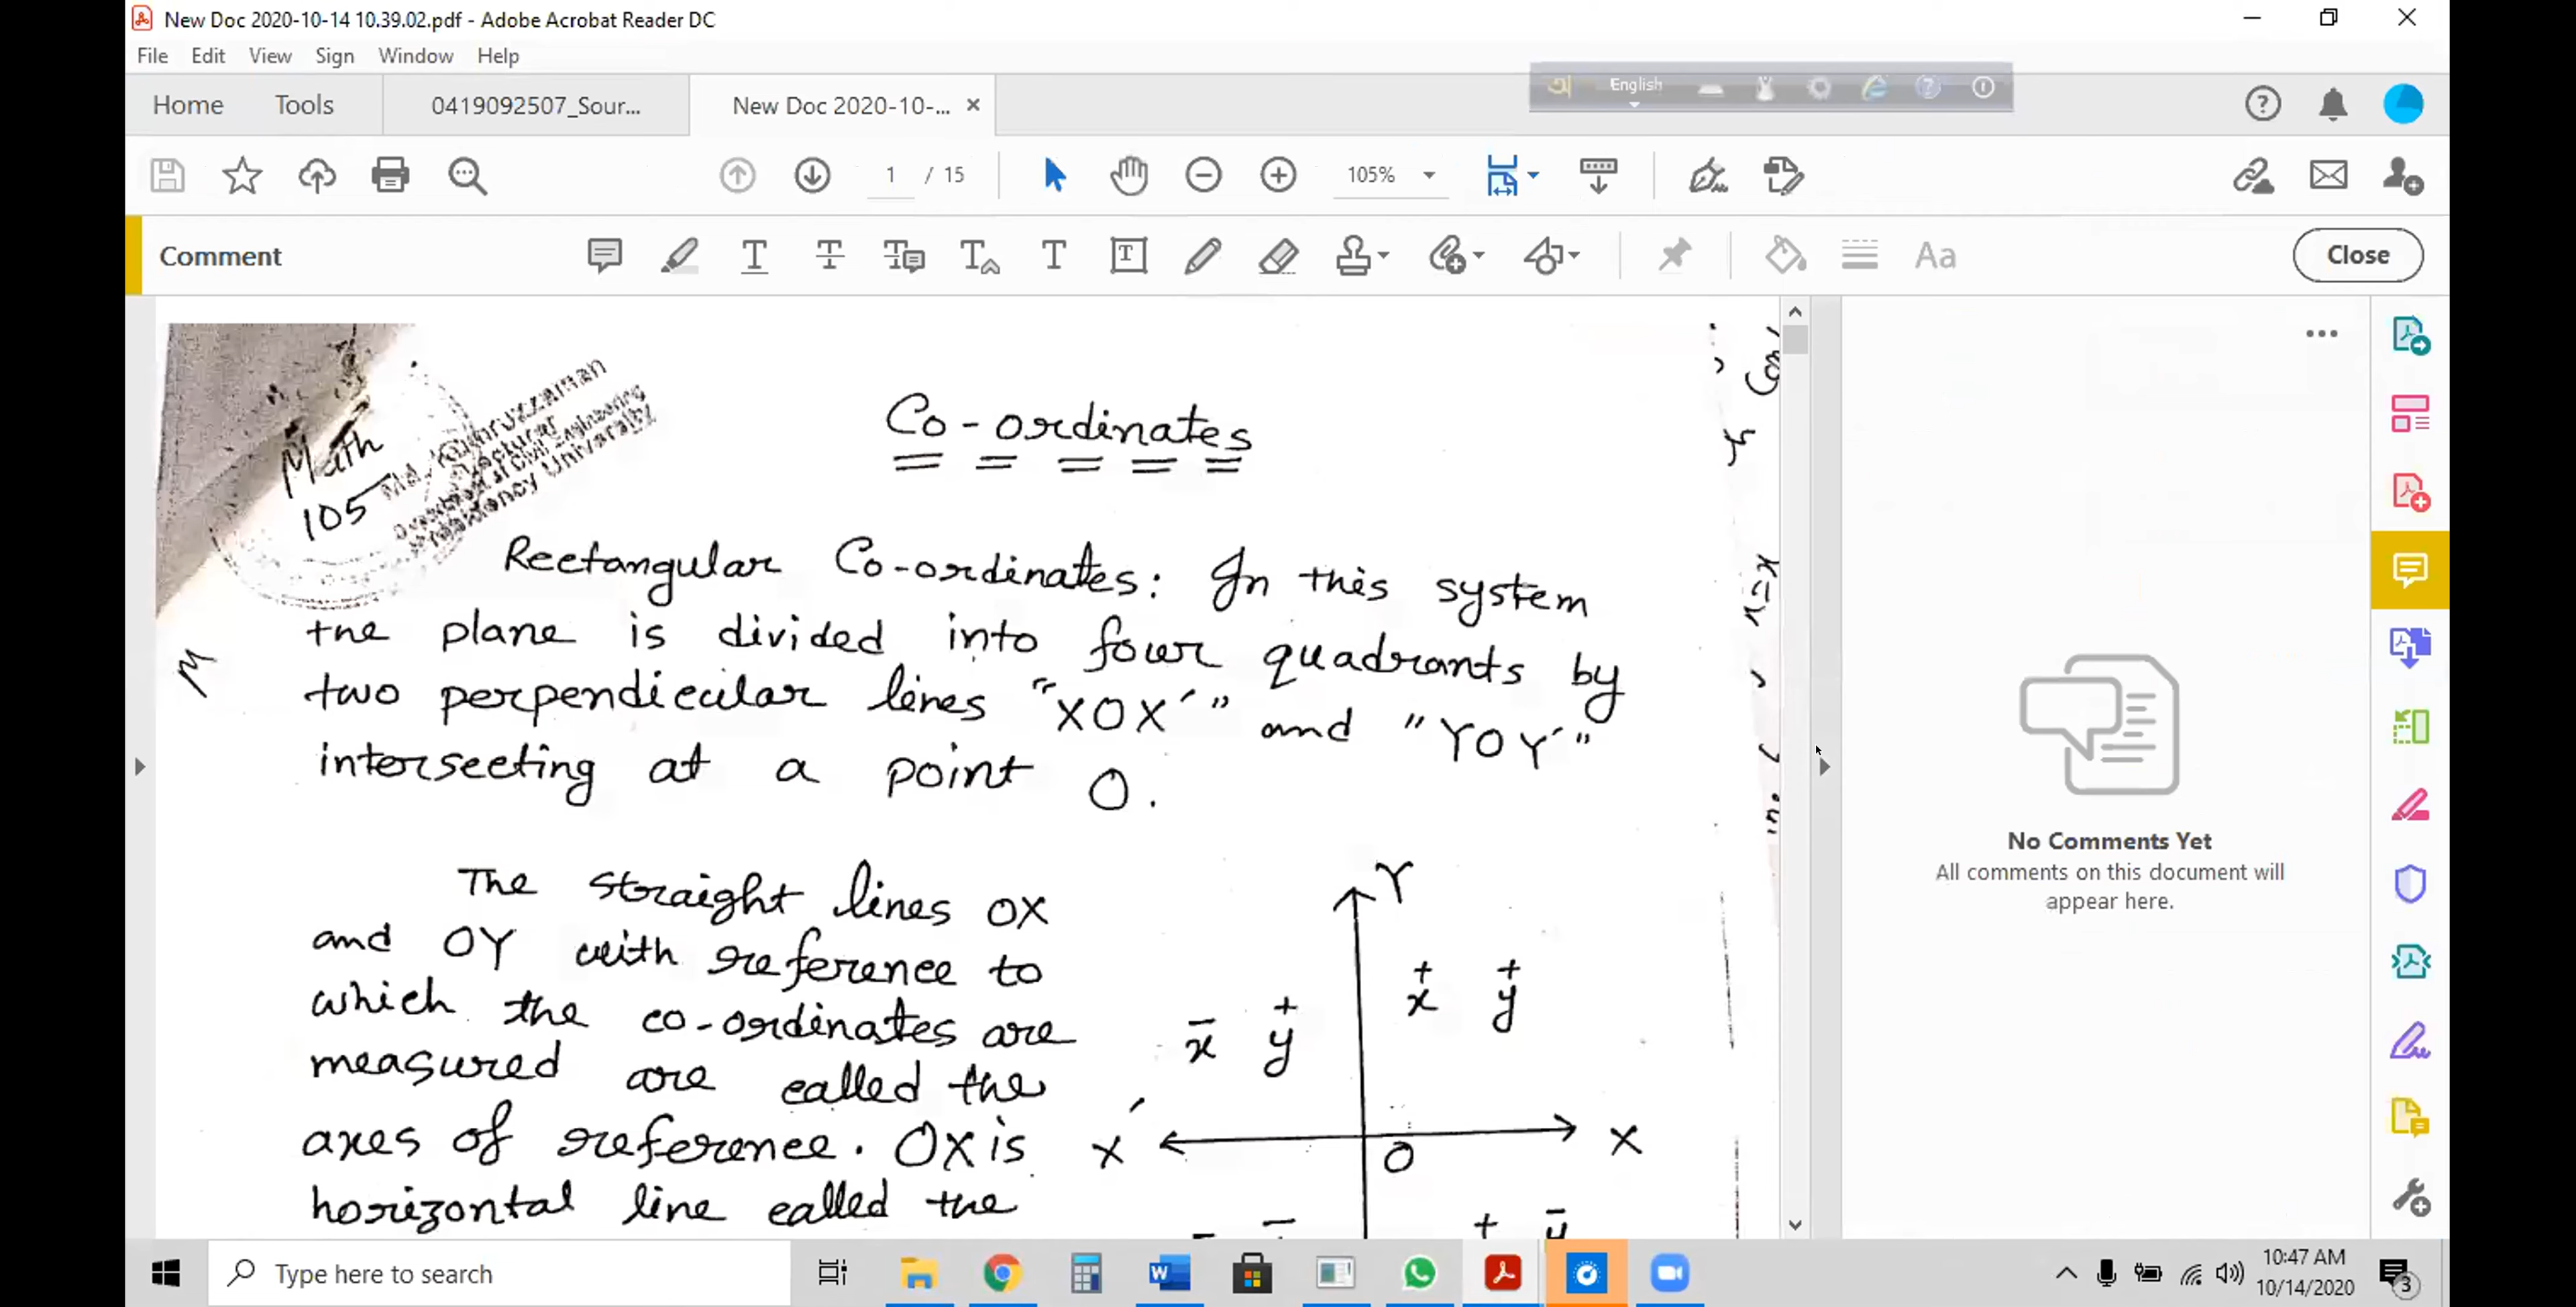 New Doc 2020-10-14 10.39.02.pdf - Adobe Acrobat Reader DC
File Edit View Sign Window Help
Home Tools 0419092507_Sour... New Doc 2020-10-... ×
English
1 / 15 105%
Comment
Close
Math
105
Co-ordinates
Rectangular Co-ordinates: In this system
the plane is divided into four quadrants by
two perpendicular lines "XOX′" and "YOY′"
intersecting at a point O.
The straight lines OX
and OY with reference to
which the co-ordinates are
measured are called the
axes of reference. OX is
horizontal line called the
Y
+ +
x y
- +
x y
X′ O X
+ -
y
No Comments Yet
All comments on this document will
appear here.
Type here to search
10:47 AM
10/14/2020
3